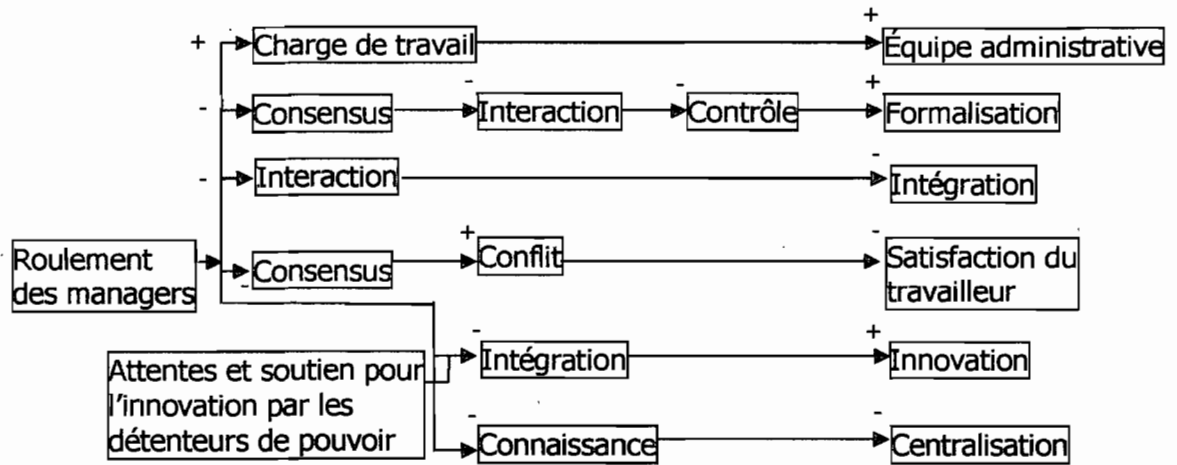 + Charge de travail + Équipe administrative
- Consensus - Interaction - Contrôle + Formalisation
- Interaction - Intégration
Roulement
des managers
- Consensus + Conflit - Satisfaction du
travailleur
Attentes et soutien pour
l'innovation par les
détenteurs de pouvoir
- Intégration + Innovation
- Connaissance - Centralisation